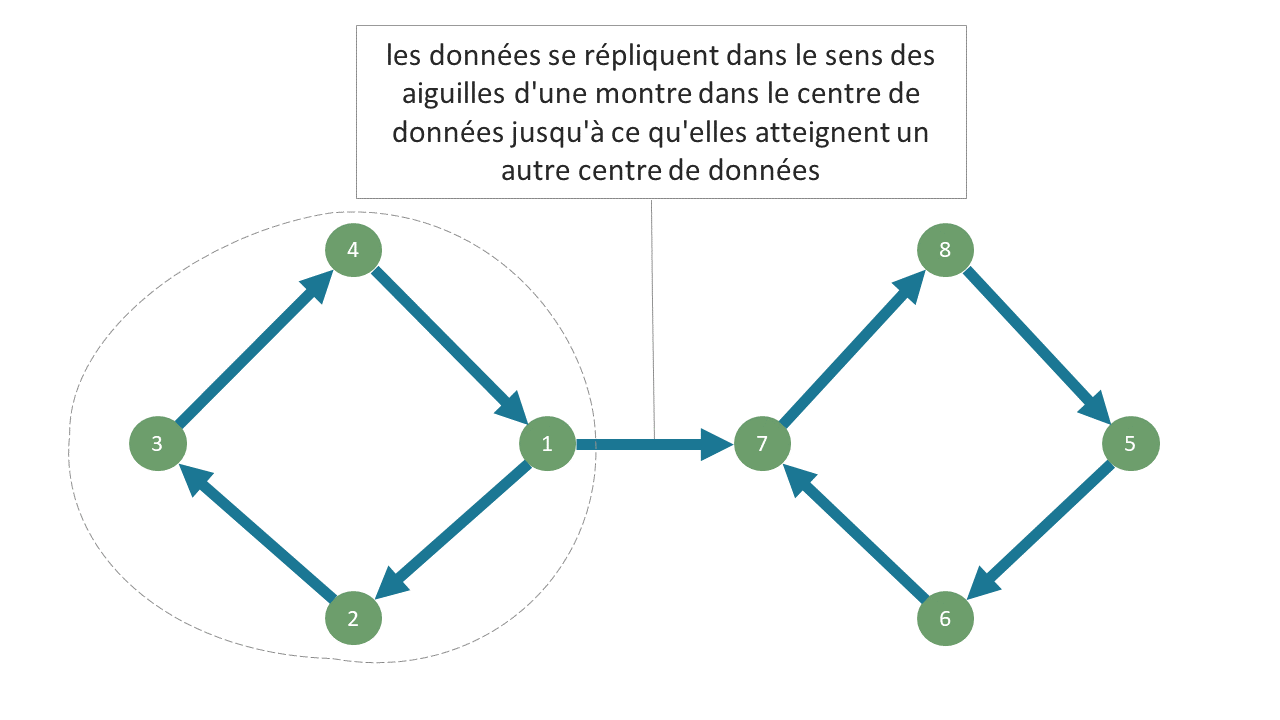 les données se répliquent dans le sens des
aiguilles d'une montre dans le centre de
données jusqu'à ce qu'elles atteignent un
autre centre de données
4
8
3
1
7
5
2
6